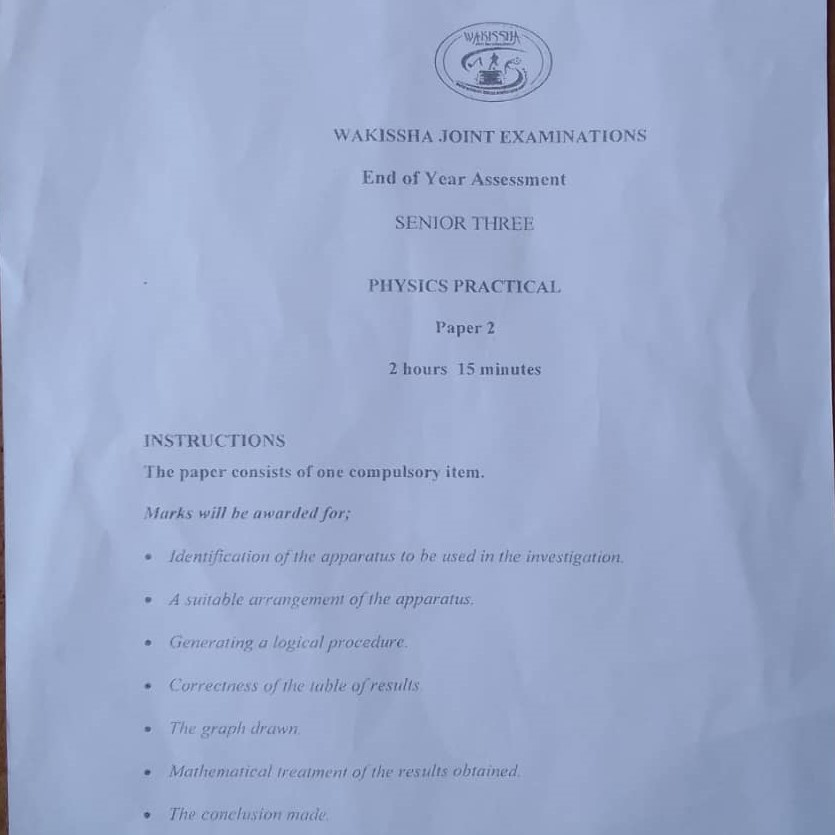 WAKISSHA
WAKISSHA JOINT EXAMINATIONS
End of Year Assessment
SENIOR THREE
PHYSICS PRACTICAL
Paper 2
2 hours 15 minutes
INSTRUCTIONS
The paper consists of one compulsory item.
Marks will be awarded for;
• Identification of the apparatus to be used in the investigation.
• A suitable arrangement of the apparatus.
• Generating a logical procedure.
• Correctness of the table of results
• The graph drawn.
• Mathematical treatment of the results obtained.
• The conclusion made.